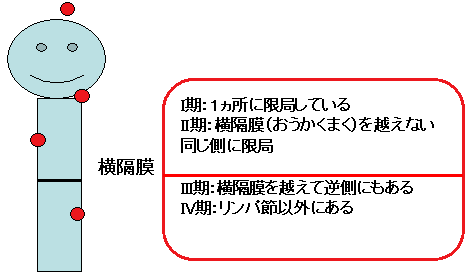 横隔膜
Ⅰ期：１ヵ所に限局している
Ⅱ期：横隔膜（おうかくまく）を越えない
同じ側に限局
Ⅲ期：横隔膜を越えて逆側にもある
Ⅳ期：リンパ節以外にある